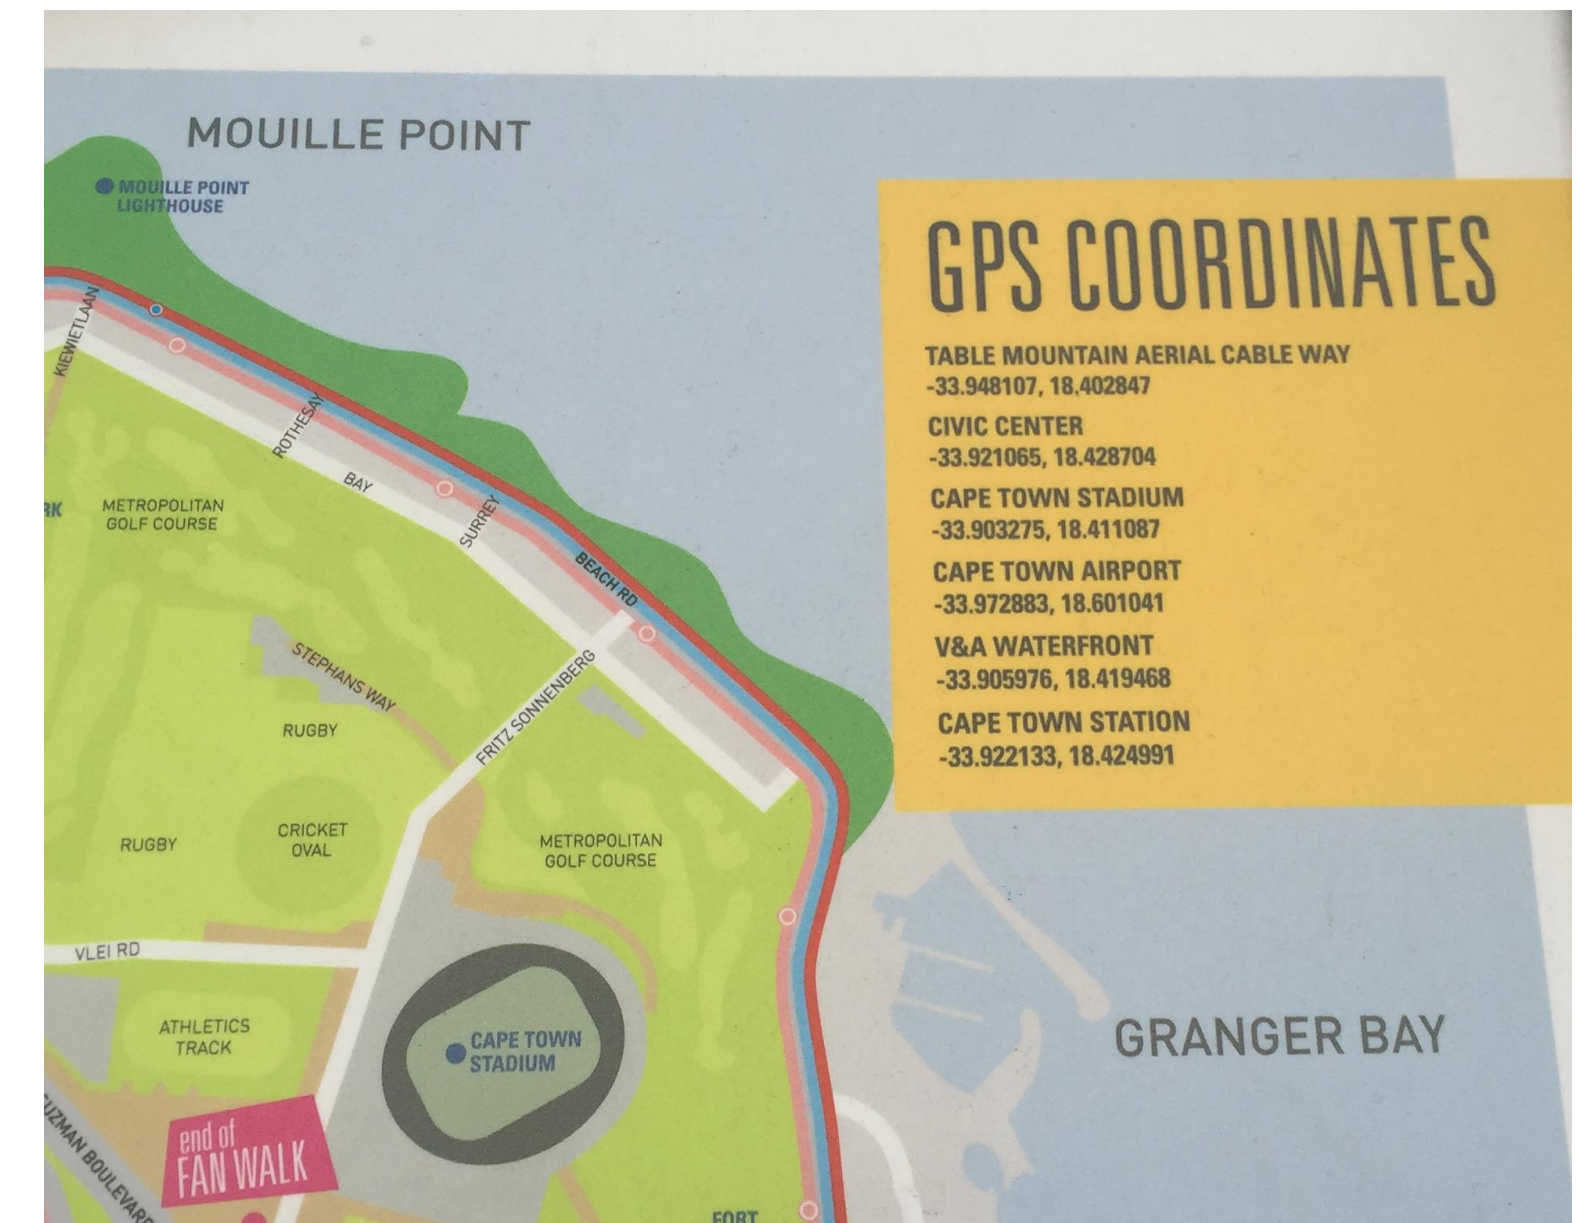 MOUILLE POINT
MOUILLE POINT
LIGHTHOUSE
GPS COORDINATES
TABLE MOUNTAIN AERIAL CABLE WAY
-33.948107, 18.402847
CIVIC CENTER
-33.921065, 18.428704
CAPE TOWN STADIUM
-33.903275, 18.411087
CAPE TOWN AIRPORT
-33.972883, 18.601041
V&A WATERFRONT
-33.905976, 18.419468
CAPE TOWN STATION
-33.922133, 18.424991
KIEWIETLAAN
ROTHESAY
BAY
SURREY
BEACH RD
RK
METROPOLITAN
GOLF COURSE
STEPHANS WAY
FRITZ SONNENBERG
RUGBY
RUGBY
CRICKET
OVAL
METROPOLITAN
GOLF COURSE
VLEI RD
ATHLETICS
TRACK
CAPE TOWN
STADIUM
GRANGER BAY
end of
FAN WALK
UZMAN BOULEVARD
FORT